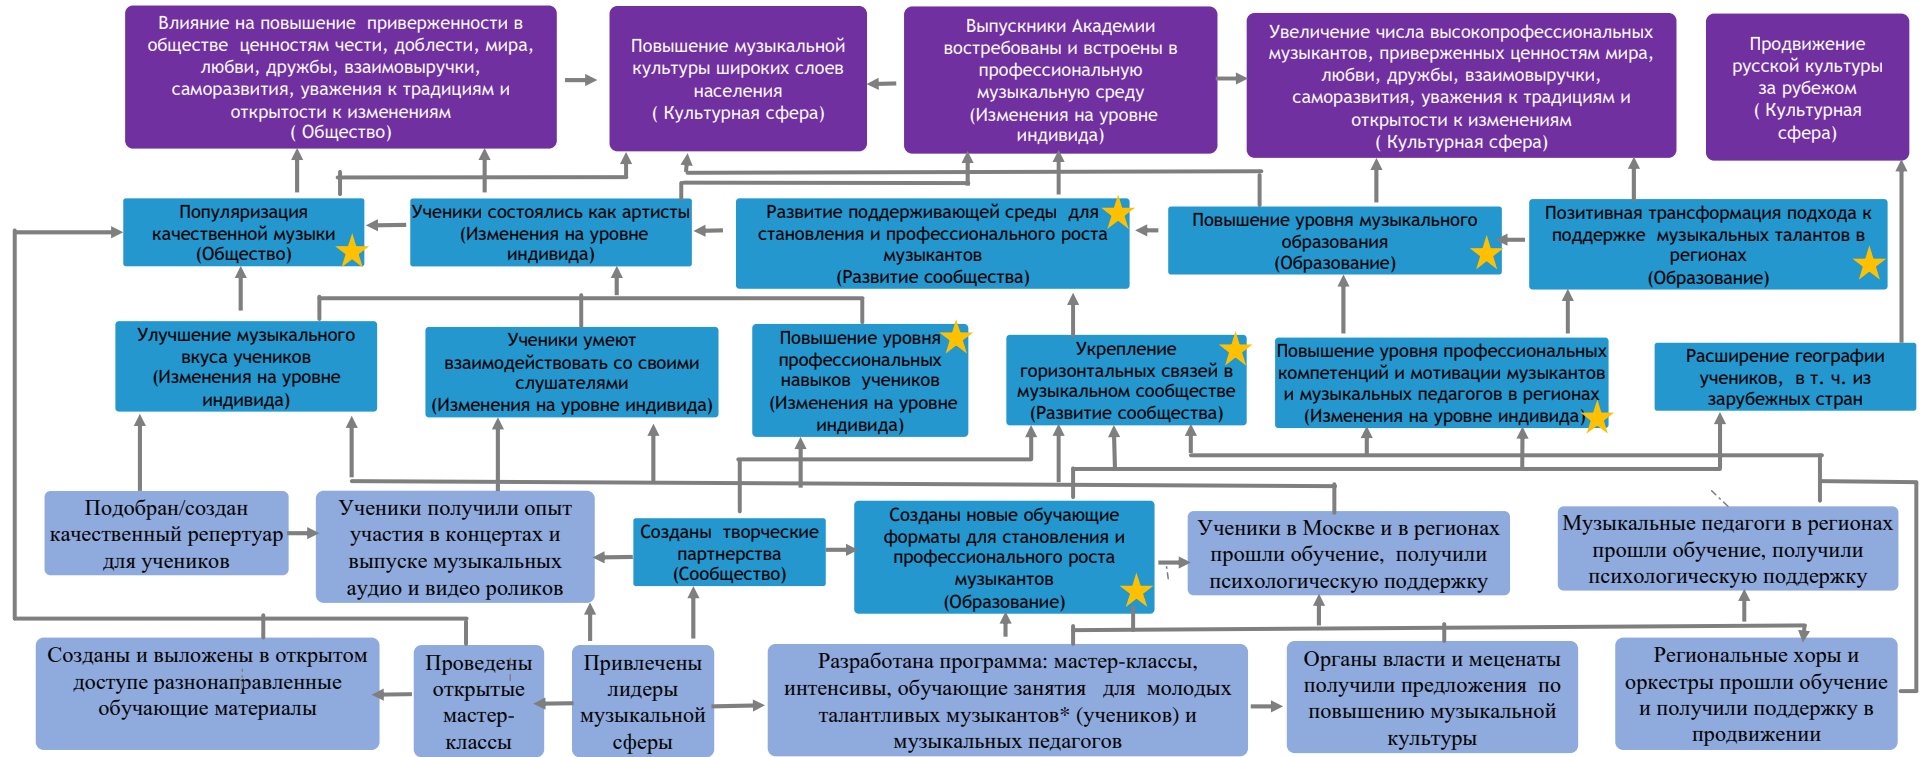 Влияние на повышение приверженности в
обществе ценностям чести, доблести, мира,
любви, дружбы, взаимовыручки,
саморазвития, уважения к традициям и
открытости к изменениям
( Общество)
Повышение музыкальной
культуры широких слоев
населения
( Культурная сфера)
Выпускники Академии
востребованы и встроены в
профессиональную
музыкальную среду
(Изменения на уровне
индивида)
Увеличение числа высокопрофессиональных
музыкантов, приверженных ценностям мира,
любви, дружбы, взаимовыручки,
саморазвития, уважения к традициям и
открытости к изменениям
( Культурная сфера)
Продвижение
русской культуры
за рубежом
( Культурная
сфера)
Популяризация
качественной музыки
(Общество)
Ученики состоялись как артисты
(Изменения на уровне
индивида)
Развитие поддерживающей среды для
становления и профессионального роста
музыкантов
(Развитие сообщества)
Повышение уровня музыкального
образования
(Образование)
Позитивная трансформация подхода к
поддержке музыкальных талантов в
регионах
(Образование)
Улучшение музыкального
вкуса учеников
(Изменения на уровне
индивида)
Ученики умеют
взаимодействовать со своими
слушателями
(Изменения на уровне индивида)
Повышение уровня
профессиональных
навыков учеников
(Изменения на уровне
индивида)
Укрепление
горизонтальных связей в
музыкальном сообществе
(Развитие сообщества)
Повышение уровня профессиональных
компетенций и мотивации музыкантов
и музыкальных педагогов в регионах
(Изменения на уровне индивида)
Расширение географии
учеников, в т. ч. из
зарубежных стран
Подобран/создан
качественный репертуар
для учеников
Ученики получили опыт
участия в концертах и
выпуске музыкальных
аудио и видео роликов
Созданы творческие
партнерства
(Сообщество)
Созданы новые обучающие
форматы для становления и
профессионального роста
музыкантов
(Образование)
Ученики в Москве и в регионах
прошли обучение, получили
психологическую поддержку
Музыкальные педагоги в регионах
прошли обучение, получили
психологическую поддержку
Созданы и выложены в открытом
доступе разнонаправленные
обучающие материалы
Проведены
открытые
мастер-
классы
Привлечены
лидеры
музыкальной
сферы
Разработана программа: мастер-классы,
интенсивы, обучающие занятия для молодых
талантливых музыкантов* (учеников) и
музыкальных педагогов
Органы власти и меценаты
получили предложения по
повышению музыкальной
культуры
Региональные хоры и
оркестры прошли обучение
и получили поддержку в
продвижении